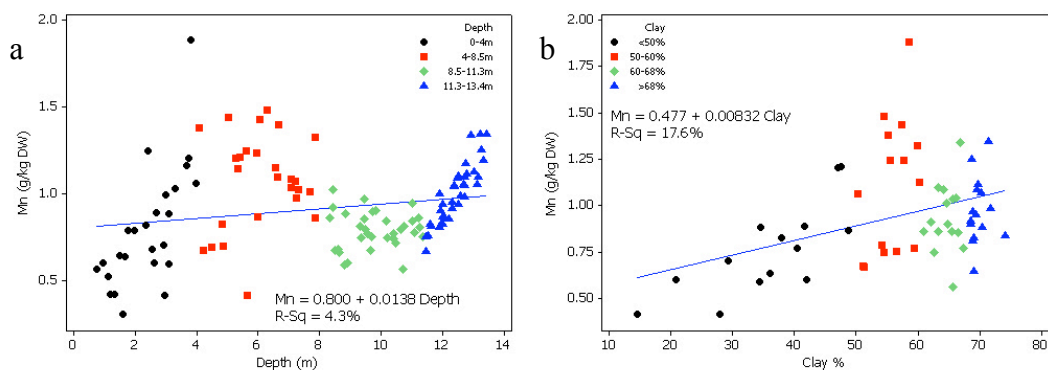 a
Depth
0-4m
4-8.5m
8.5-11.3m
11.3-13.4m
2.0
1.5
1.0
0.5
Mn (g/kg DW)
Mn = 0.800 + 0.0138 Depth
R-Sq = 4.3%
0 2 4 6 8 10 12 14
Depth (m)
b
Clay
<50%
50-60%
60-68%
>68%
2.00
1.75
1.50
1.25
1.00
0.75
0.50
Mn (g/kg DW)
Mn = 0.477 + 0.00832 Clay
R-Sq = 17.6%
10 20 30 40 50 60 70 80
Clay %